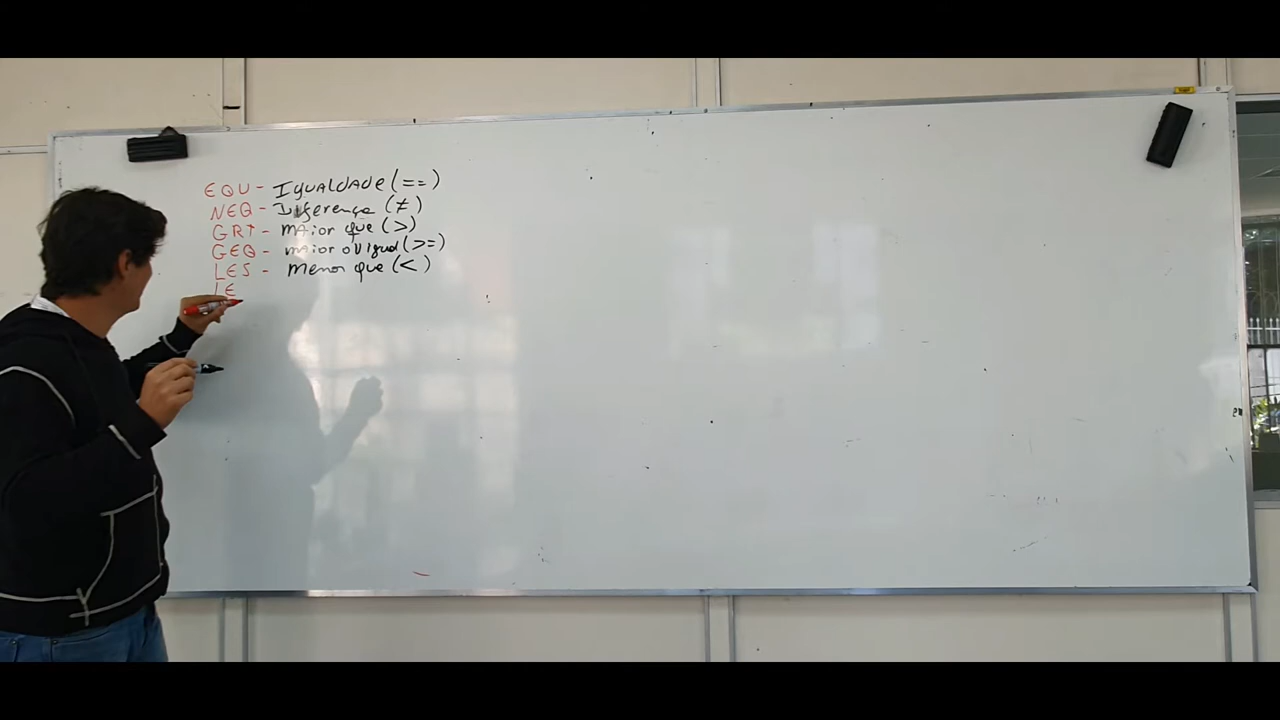 EQU - Igualdade (==)
NEQ - Diferença (≠)
GRT - maior que (>)
GEQ - maior ou igual (>=)
LES - menor que (<)
LE